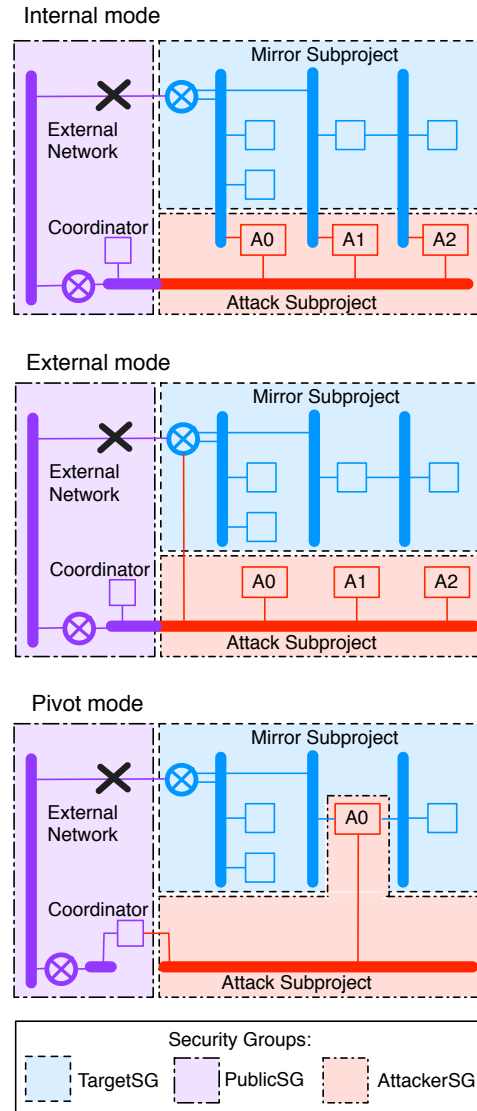 Internal mode
Mirror Subproject
External
Network
Coordinator
A0 A1 A2
Attack Subproject
External mode
Mirror Subproject
External
Network
Coordinator
A0 A1 A2
Attack Subproject
Pivot mode
Mirror Subproject
External
Network
A0
Coordinator
Attack Subproject
Security Groups:
TargetSG PublicSG AttackerSG